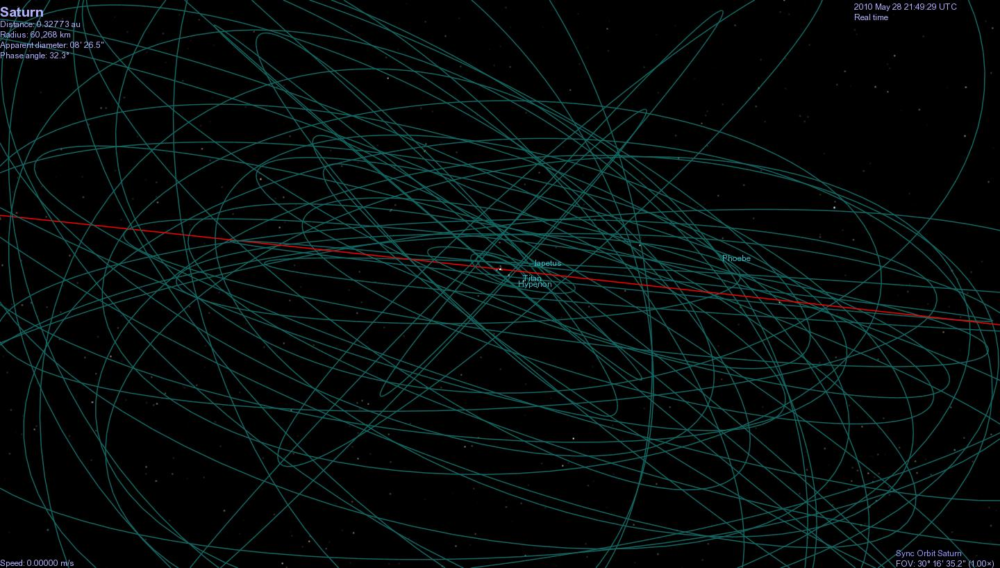 Saturn
Distance: 0.32773 au
Radius: 60,268 km
Apparent diameter: 08' 26.5"
Phase angle: 32.3°
2010 May 28 21:49:29 UTC
Real time
Iapetus
Phoebe
Titan
Hyperion
Speed: 0.00000 m/s
Sync Orbit Saturn
FOV: 30° 16' 35.2" (1.00×)